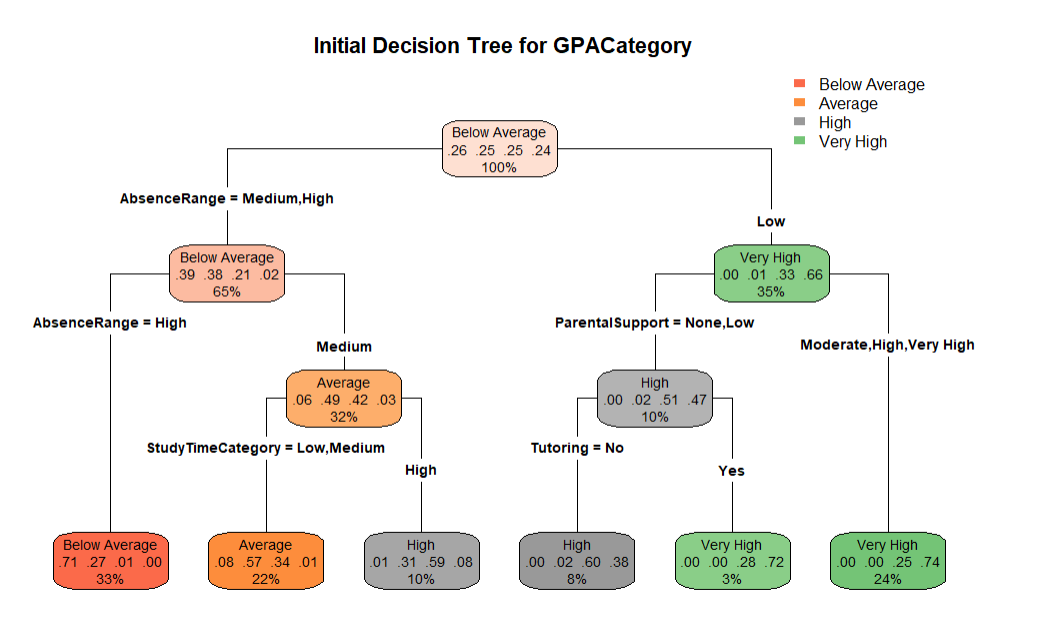 Initial Decision Tree for GPACategory
Below Average
Average
High
Very High
Below Average
.26 .25 .25 .24
100%
AbsenceRange = Medium,High
Low
Below Average
.39 .38 .21 .02
65%
Very High
.00 .01 .33 .66
35%
AbsenceRange = High
Medium
ParentalSupport = None,Low
Moderate,High,Very High
Average
.06 .49 .42 .03
32%
High
.00 .02 .51 .47
10%
StudyTimeCategory = Low,Medium
High
Tutoring = No
Yes
Below Average
.71 .27 .01 .00
33%
Average
.08 .57 .34 .01
22%
High
.01 .31 .59 .08
10%
High
.00 .02 .60 .38
8%
Very High
.00 .00 .28 .72
3%
Very High
.00 .00 .25 .74
24%